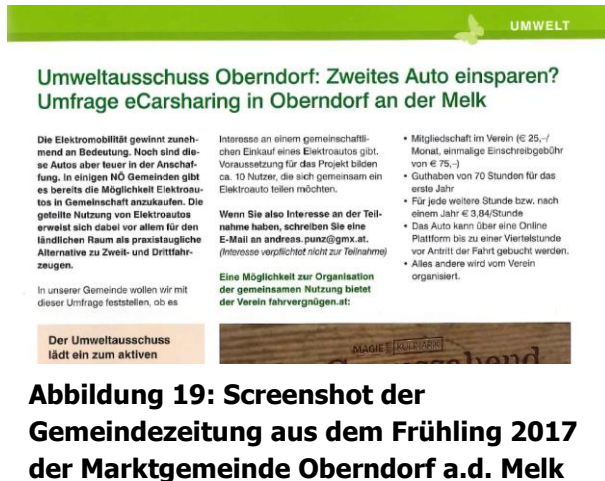 UMWELT
Umweltausschuss Oberndorf: Zweites Auto einsparen?
Umfrage eCarsharing in Oberndorf an der Melk
Die Elektromobilität gewinnt zuneh-
mend an Bedeutung. Noch sind die-
se Autos aber teuer in der Anschaf-
fung. In einigen NÖ Gemeinden gibt
es bereits die Möglichkeit Elektroau-
tos in Gemeinschaft anzukaufen. Die
geteilte Nutzung von Elektroautos
erweist sich dabei vor allem für den
ländlichen Raum als praxistaugliche
Alternative zu Zweit- und Drittfahr-
zeugen.
In unserer Gemeinde wollen wir mit
dieser Umfrage feststellen, ob es
Interesse an einem gemeinschaftli-
chen Einkauf eines Elektroautos gibt.
Voraussetzung für das Projekt bilden
ca. 10 Nutzer, die sich gemeinsam ein
Elektroauto teilen möchten.
Wenn Sie also Interesse an der Teil-
nahme haben, schreiben Sie eine
E-Mail an andreas.punz@gmx.at.
(Interesse verpflichtet nicht zur Teilnahme)
Eine Möglichkeit zur Organisation
der gemeinsamen Nutzung bietet
der Verein fahrvergnügen.at:
• Mitgliedschaft im Verein (€ 25,–/
Monat, einmalige Einschreibgebühr
von € 75,–)
• Guthaben von 70 Stunden für das
erste Jahr
• Für jede weitere Stunde bzw. nach
einem Jahr € 3,84/Stunde
• Das Auto kann über eine Online
Plattform bis zu einer Viertelstunde
vor Antritt der Fahrt gebucht werden.
• Alles andere wird vom Verein
organisiert.
Der Umweltausschuss
lädt ein zum aktiven
MAGIE KULINARIK
Abbildung 19: Screenshot der
Gemeindezeitung aus dem Frühling 2017
der Marktgemeinde Oberndorf a.d. Melk